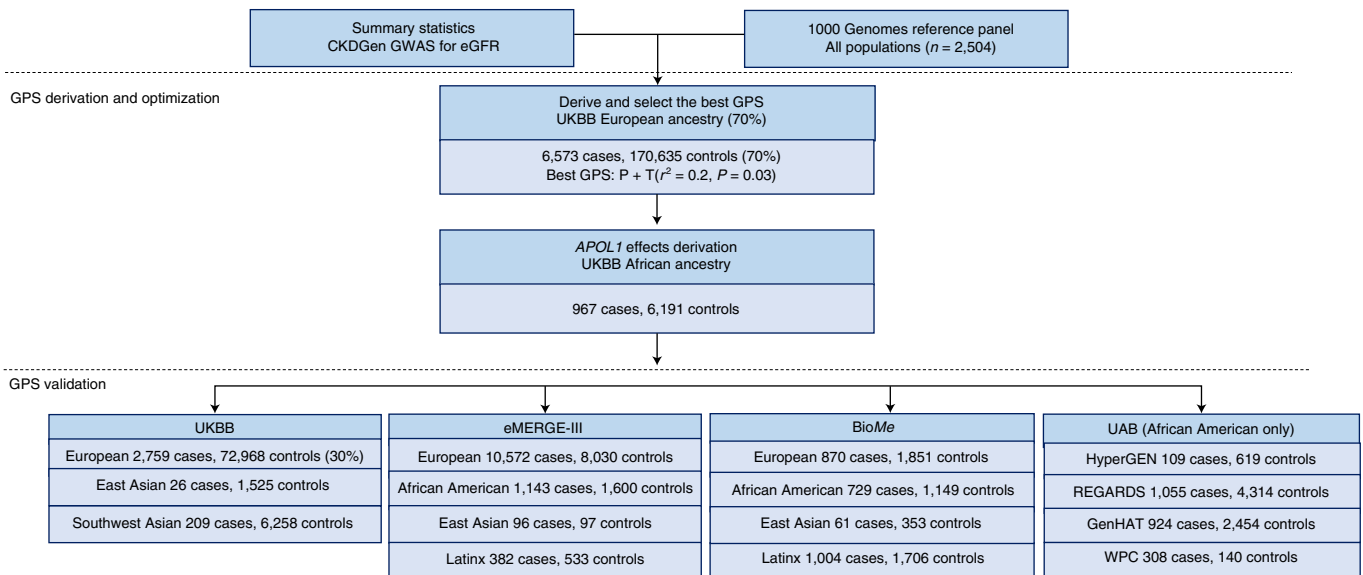 Summary statistics
CKDGen GWAS for eGFR
1000 Genomes reference panel
All populations (n = 2,504)
GPS derivation and optimization
Derive and select the best GPS
UKBB European ancestry (70%)
6,573 cases, 170,635 controls (70%)
Best GPS: P + T(r² = 0.2, P = 0.03)
APOL1 effects derivation
UKBB African ancestry
967 cases, 6,191 controls
GPS validation
UKBB
European 2,759 cases, 72,968 controls (30%)
East Asian 26 cases, 1,525 controls
Southwest Asian 209 cases, 6,258 controls
eMERGE-III
European 10,572 cases, 8,030 controls
African American 1,143 cases, 1,600 controls
East Asian 96 cases, 97 controls
Latinx 382 cases, 533 controls
BioMe
European 870 cases, 1,851 controls
African American 729 cases, 1,149 controls
East Asian 61 cases, 353 controls
Latinx 1,004 cases, 1,706 controls
UAB (African American only)
HyperGEN 109 cases, 619 controls
REGARDS 1,055 cases, 4,314 controls
GenHAT 924 cases, 2,454 controls
WPC 308 cases, 140 controls